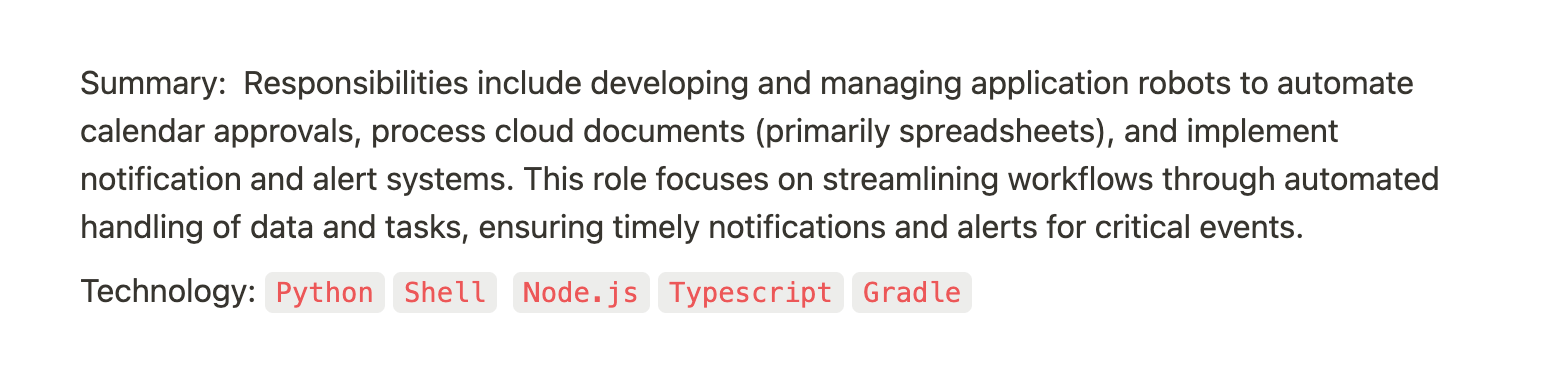 Summary:  Responsibilities include developing and managing application robots to automate
calendar approvals, process cloud documents (primarily spreadsheets), and implement
notification and alert systems. This role focuses on streamlining workflows through automated
handling of data and tasks, ensuring timely notifications and alerts for critical events.
Technology: Python Shell Node.js Typescript Gradle